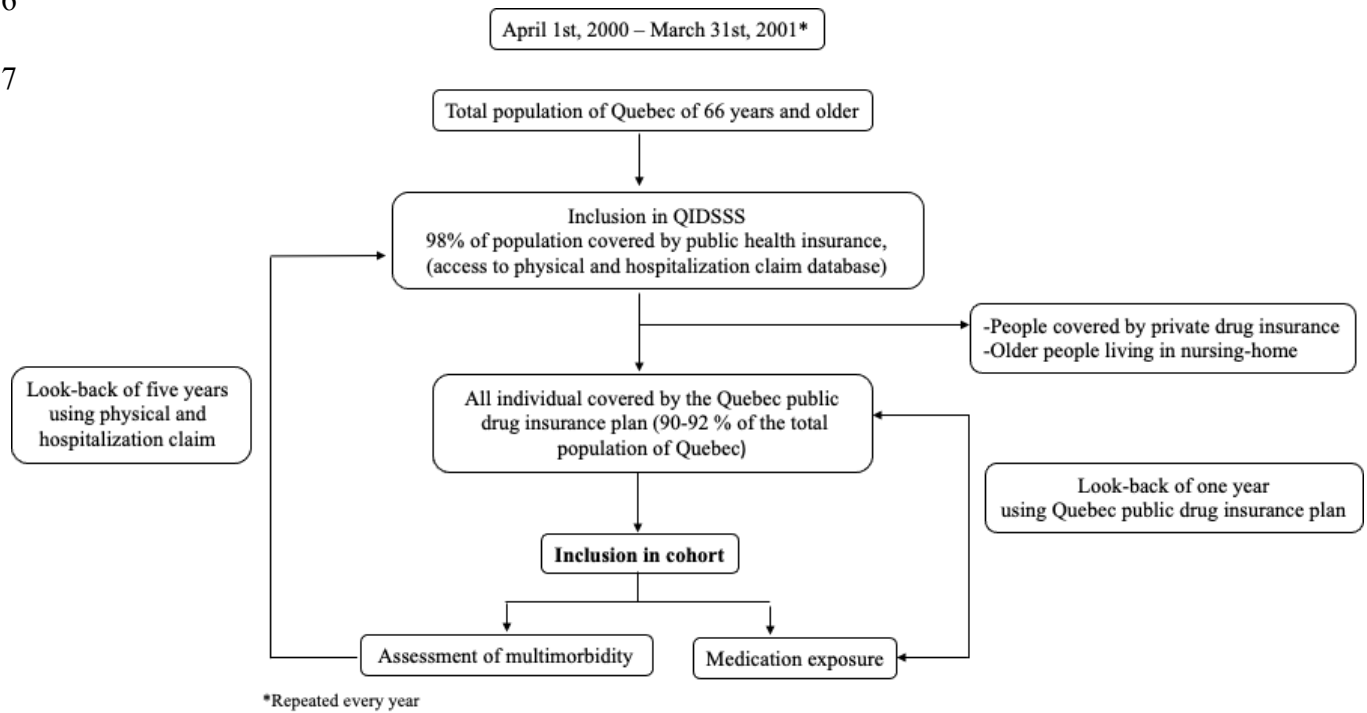 6
April 1st, 2000 – March 31st, 2001*
7
Total population of Quebec of 66 years and older
Inclusion in QIDSSS
98% of population covered by public health insurance,
(access to physical and hospitalization claim database)
-People covered by private drug insurance
-Older people living in nursing-home
Look-back of five years
using physical and
hospitalization claim
All individual covered by the Quebec public
drug insurance plan (90-92 % of the total
population of Quebec)
Look-back of one year
using Quebec public drug insurance plan
Inclusion in cohort
Assessment of multimorbidity
Medication exposure
*Repeated every year